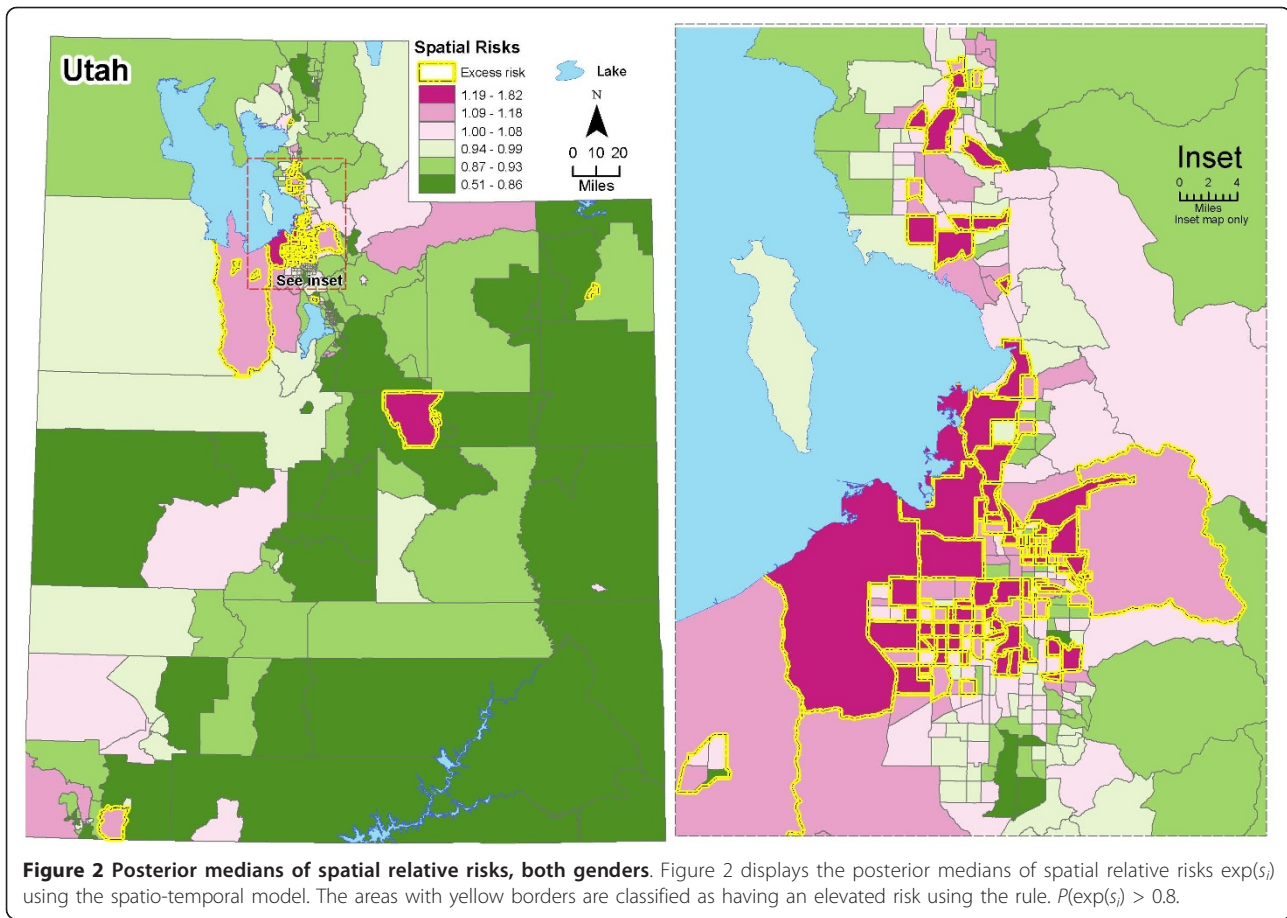 Utah
Spatial Risks
Excess risk
1.19 - 1.82
1.09 - 1.18
1.00 - 1.08
0.94 - 0.99
0.87 - 0.93
0.51 - 0.86
Lake
N
0 10 20
Miles
See inset
Inset
0 2 4
Miles
Inset map only
Figure 2 Posterior medians of spatial relative risks, both genders. Figure 2 displays the posterior medians of spatial relative risks exp(si)
using the spatio-temporal model. The areas with yellow borders are classified as having an elevated risk using the rule. P(exp(si) > 0.8.